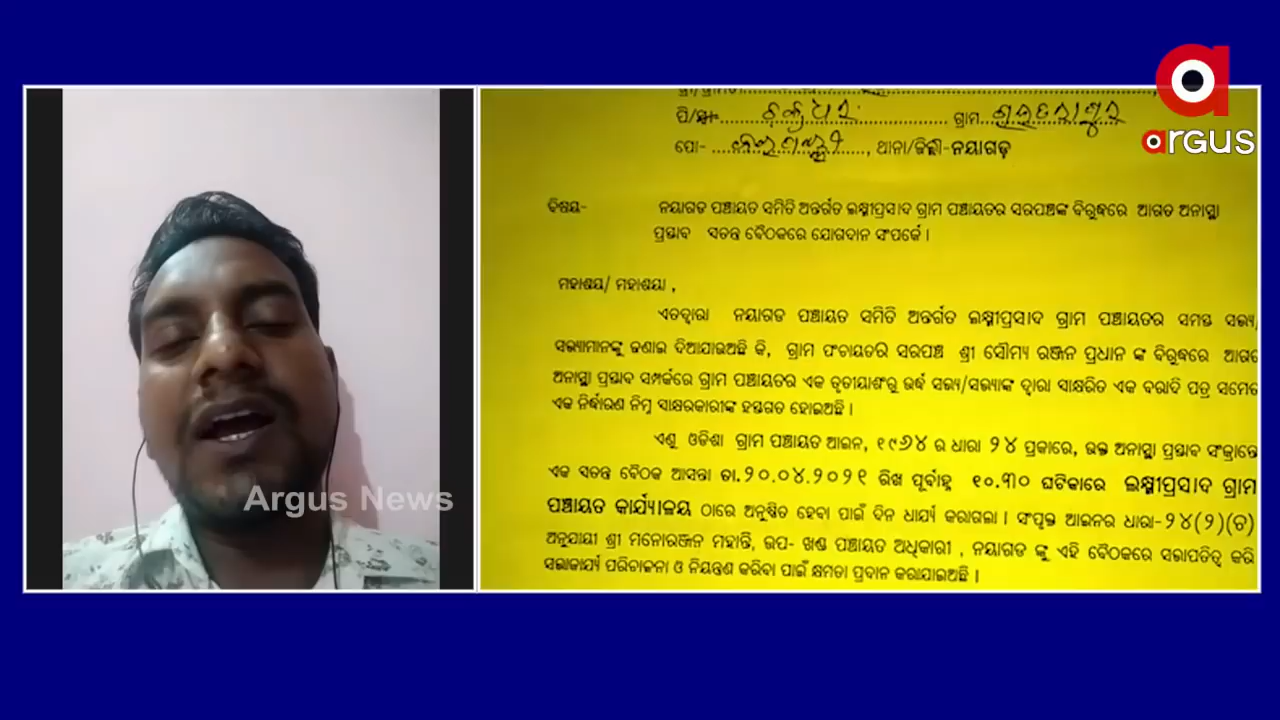 argus
Argus News
ପି/ସ୍ବାଃ ଚକ୍ରଧର ଗ୍ରାମ
ପୋ- , ଥାନା/ଜିଲ୍ଲା-ନୟାଗଡ଼
ବିଷୟ- ନୟାଗଡ ପଞ୍ଚାୟତ ସମିତି ଅନ୍ତର୍ଗତ ଲକ୍ଷ୍ମୀପ୍ରସାଦ ଗ୍ରାମ ପଞ୍ଚାୟତର ସରପଞ୍ଚଙ୍କ ବିରୁଦ୍ଧରେ ଆଗତ ଅନାସ୍ଥା
ପ୍ରସ୍ତାବ ସତନ୍ତ ବୈଠକରେ ଯୋଗଦାନ ସଂପର୍କେ ।
ମହାଶୟ/ ମହାଶୟା ,
ଏତଦ୍ୱାରା ନୟାଗଡ ପଞ୍ଚାୟତ ସମିତି ଅନ୍ତର୍ଗତ ଲକ୍ଷ୍ମୀପ୍ରସାଦ ଗ୍ରାମ ପଞ୍ଚାୟତର ସମସ୍ତ ସଭ୍ୟ/
ସଭ୍ୟାମାନଙ୍କୁ ଜଣାଇ ଦିଆଯାଇଅଛି କି, ଗ୍ରାମ ପଂଚାୟତର ସରପଞ୍ଚ ଶ୍ରୀ ସୌମ୍ୟ ରଞ୍ଜନ ପ୍ରଧାନ ଙ୍କ ବିରୁଦ୍ଧରେ ଆଗତ
ଅନାସ୍ଥା ପ୍ରସ୍ତାବ ସମ୍ପର୍କରେ ଗ୍ରାମ ପଞ୍ଚାୟତର ଏକ ତୃତୀୟାଂଶରୁ ଉର୍ଦ୍ଧ ସଭ୍ୟ/ସଭ୍ୟାଙ୍କ ଦ୍ୱାରା ସାକ୍ଷରିତ ଏକ ବରାଦି ପତ୍ର ସମେତ
ଏକ ନିର୍ଦ୍ଧାରଣ ନିମ୍ନ ସାକ୍ଷରକାରୀଙ୍କ ହସ୍ତଗତ ହୋଇଅଛି ।
ଏଣୁ ଓଡିଶା ଗ୍ରାମ ପଞ୍ଚାୟତ ଆଇନ, ୧୯୬୪ ର ଧାରା ୨୪ ପ୍ରକାରେ, ଉକ୍ତ ଅନାସ୍ଥା ପ୍ରସ୍ତାବ ସଂକ୍ରାନ୍ତେ
ଏକ ସତନ୍ତ ବୈଠକ ଆସନ୍ତା ତା.୨୦.୦୪.୨୦୨୧ ରିଖ ପୂର୍ବାହ୍ନ ୧୦.୩୦ ଘଟିକାରେ ଲକ୍ଷ୍ମୀପ୍ରସାଦ ଗ୍ରାମ
ପଞ୍ଚାୟତ କାର୍ଯ୍ୟାଳୟ ଠାରେ ଅନୁଷ୍ଠିତ ହେବା ପାଇଁ ଦିନ ଧାର୍ଯ୍ୟ କରାଗଲା । ସଂପୃକ୍ତ ଆଇନର ଧାରା-୨୪(୨)(ଚ)
ଅନୁଯାୟୀ ଶ୍ରୀ ମନୋରଞ୍ଜନ ମହାନ୍ତି, ଉପ- ଖଣ୍ଡ ପଞ୍ଚାୟତ ଅଧିକାରୀ , ନୟାଗଡ ଙ୍କୁ ଏହି ବୈଠକରେ ସଭାପତିତ୍ୱ କରି
ସଭାକାର୍ଯ୍ୟ ପରିଚାଳନା ଓ ନିୟନ୍ତ୍ରଣ କରିବା ପାଇଁ କ୍ଷମତା ପ୍ରଦାନ କରାଯାଇଅଛି ।